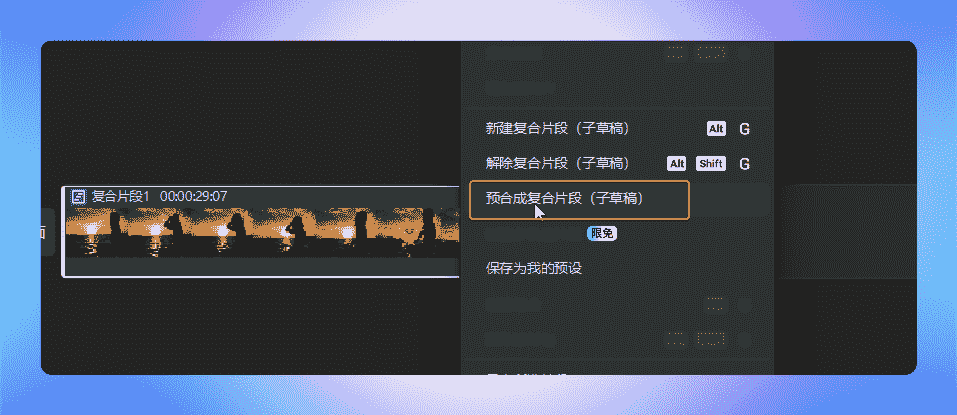 新建复合片段（子草稿） Alt G
解除复合片段（子草稿） Alt Shift G
复合片段1 00:00:29:07
预合成复合片段（子草稿）
面
限免
保存为我的预设